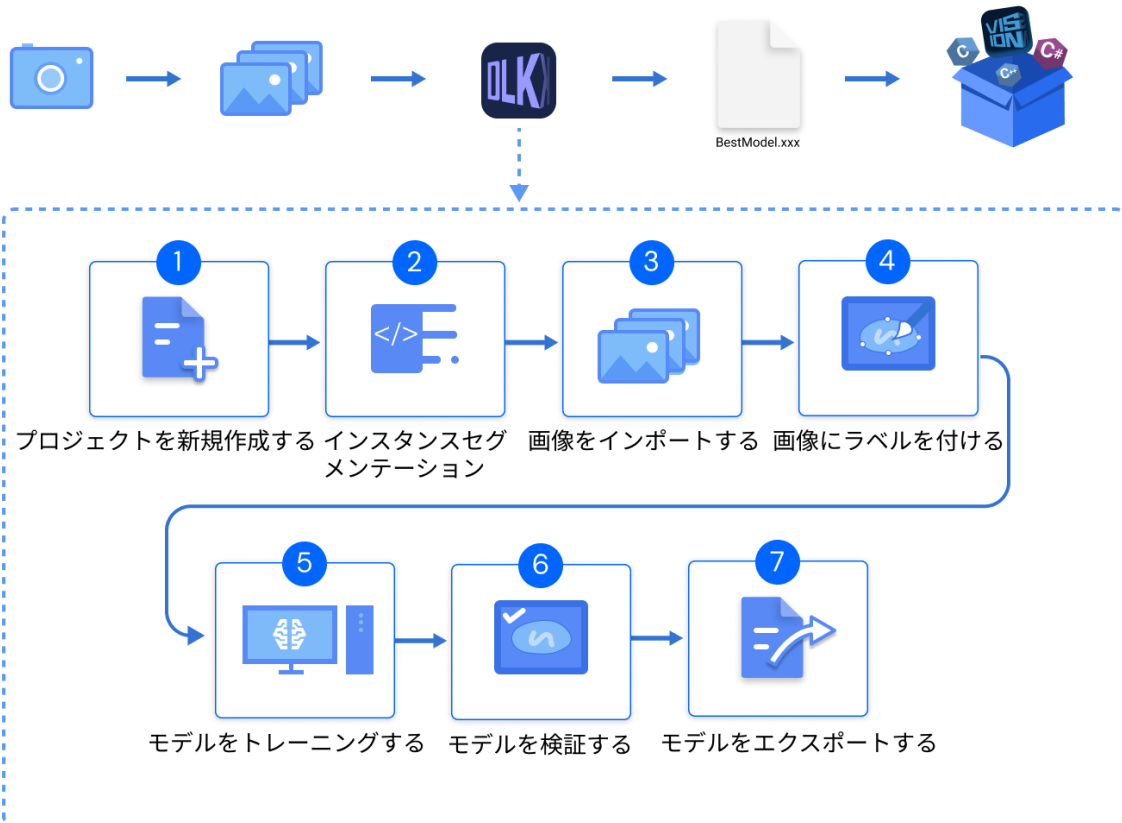 DLK
BestModel.xxx
VIS
ION
C
C#
C++
1
2
3
4
</>
プロジェクトを新規作成する
インスタンスセグ
メンテーション
画像をインポートする
画像にラベルを付ける
5
6
7
モデルをトレーニングする
モデルを検証する
モデルをエクスポートする